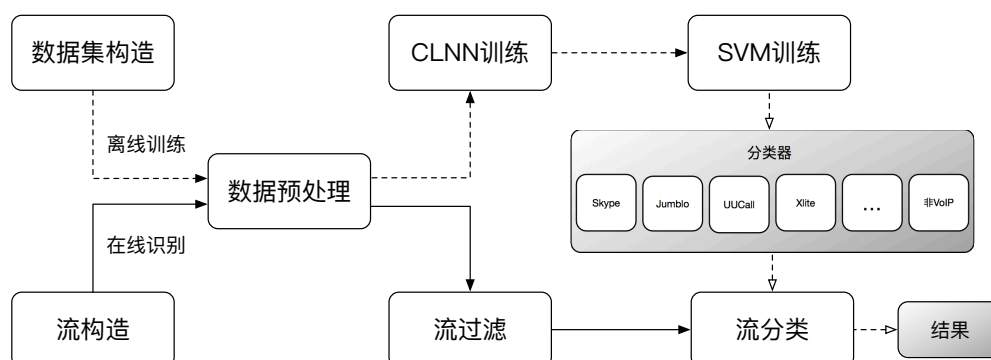 数据集构造
CLNN训练
SVM训练
离线训练
分类器
数据预处理
Skype
Jumblo
UUCall
Xlite
...
非VoIP
在线识别
流构造
流过滤
流分类
结果